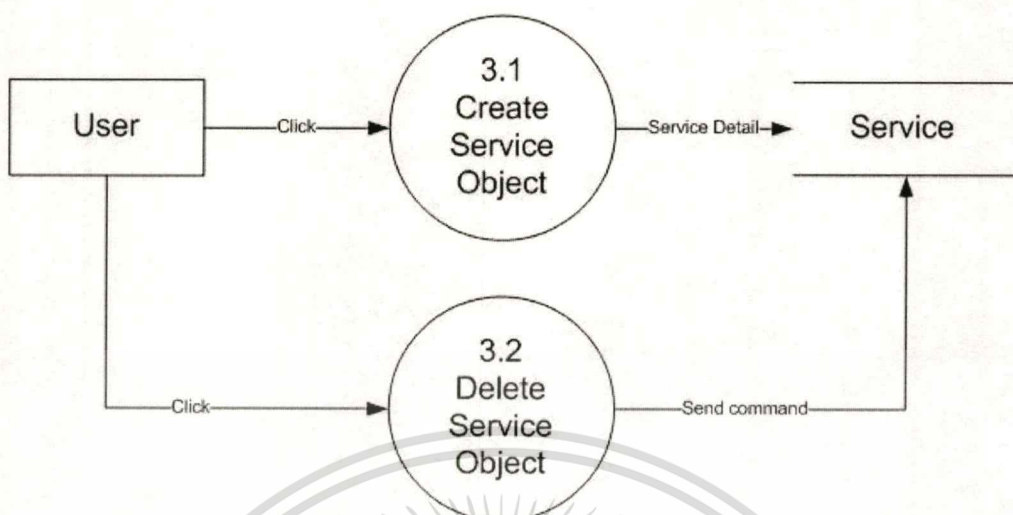 User
Click
3.1
Create
Service
Object
Service Detail
Service
Click
3.2
Delete
Service
Object
Send command